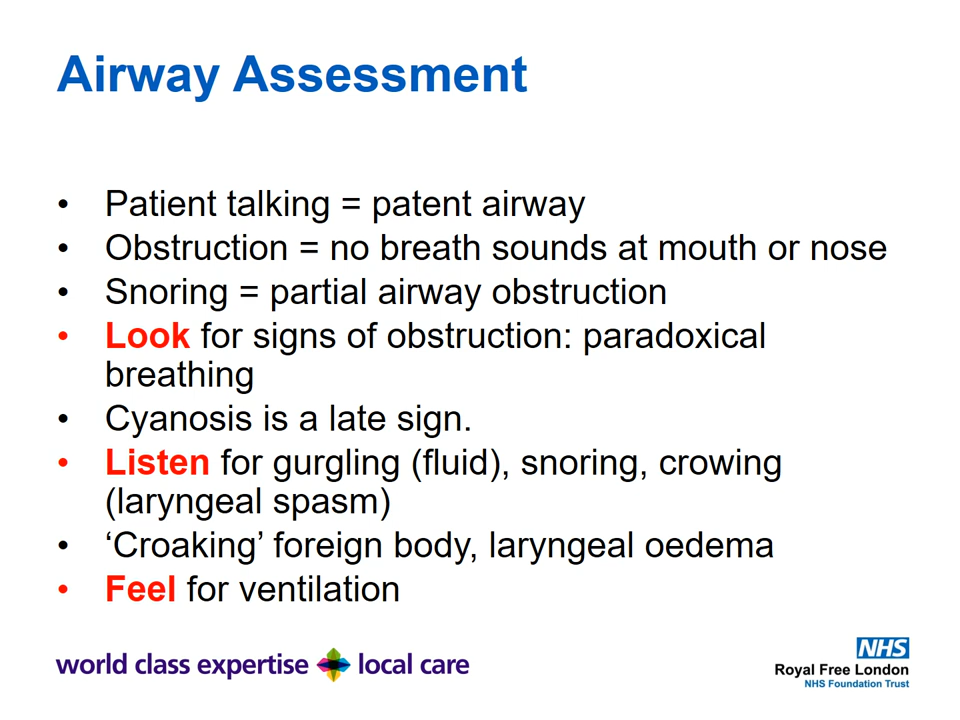 Airway Assessment
• Patient talking = patent airway
• Obstruction = no breath sounds at mouth or nose
• Snoring = partial airway obstruction
• Look for signs of obstruction: paradoxical
breathing
• Cyanosis is a late sign.
• Listen for gurgling (fluid), snoring, crowing
(laryngeal spasm)
• ‘Croaking’ foreign body, laryngeal oedema
• Feel for ventilation
world class expertise local care
NHS
Royal Free London
NHS Foundation Trust